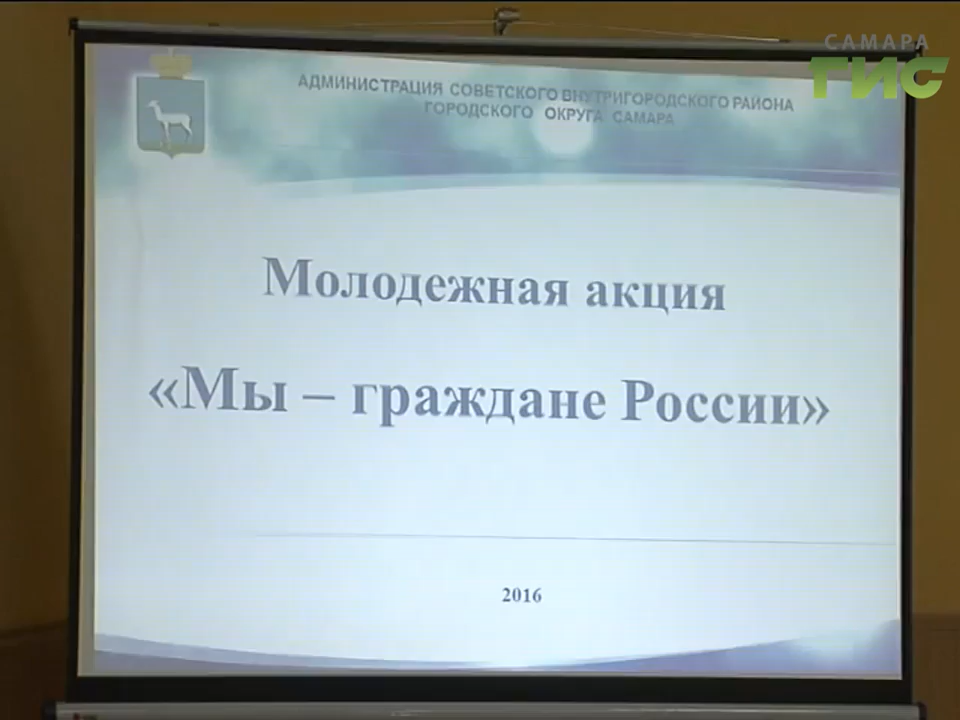 САМАРА
ГИС
АДМИНИСТРАЦИЯ СОВЕТСКОГО ВНУТРИГОРОДСКОГО РАЙОНА
ГОРОДСКОГО ОКРУГА САМАРА
Молодежная акция
«Мы – граждане России»
2016